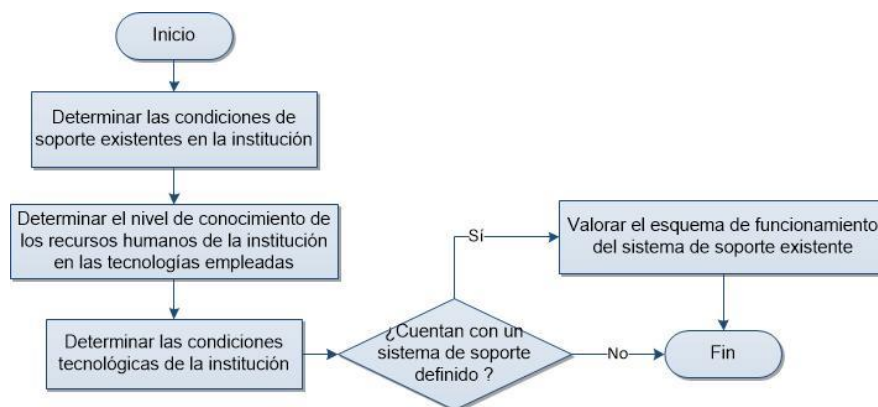 Inicio
Determinar las condiciones de
soporte existentes en la institución
Determinar el nivel de conocimiento de
los recursos humanos de la institución
en las tecnologías empleadas
Determinar las condiciones
tecnológicas de la institución
¿Cuentan con un
sistema de soporte
definido ?
Sí
Valorar el esquema de funcionamiento
del sistema de soporte existente
No
Fin